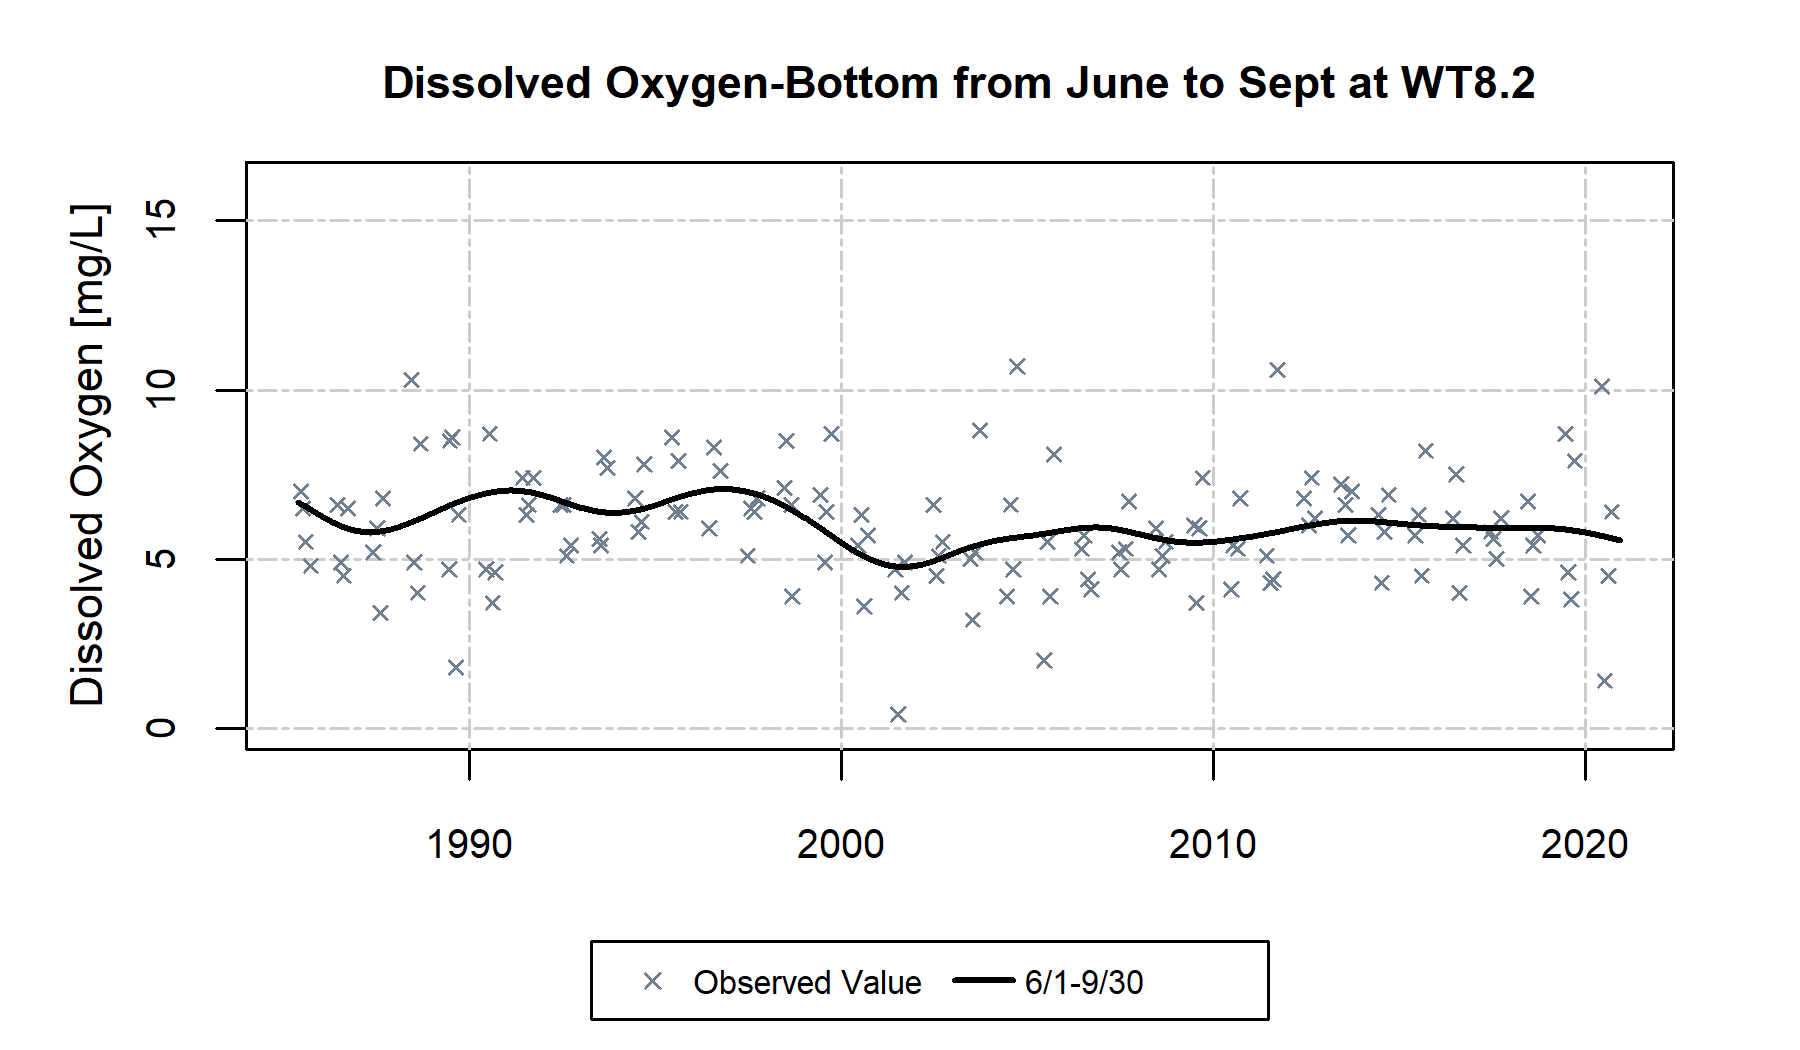 Dissolved Oxygen-Bottom from June to Sept at WT8.2
Dissolved Oxygen [mg/L]
15
10
5
0
1990 2000 2010 2020
Observed Value 6/1-9/30